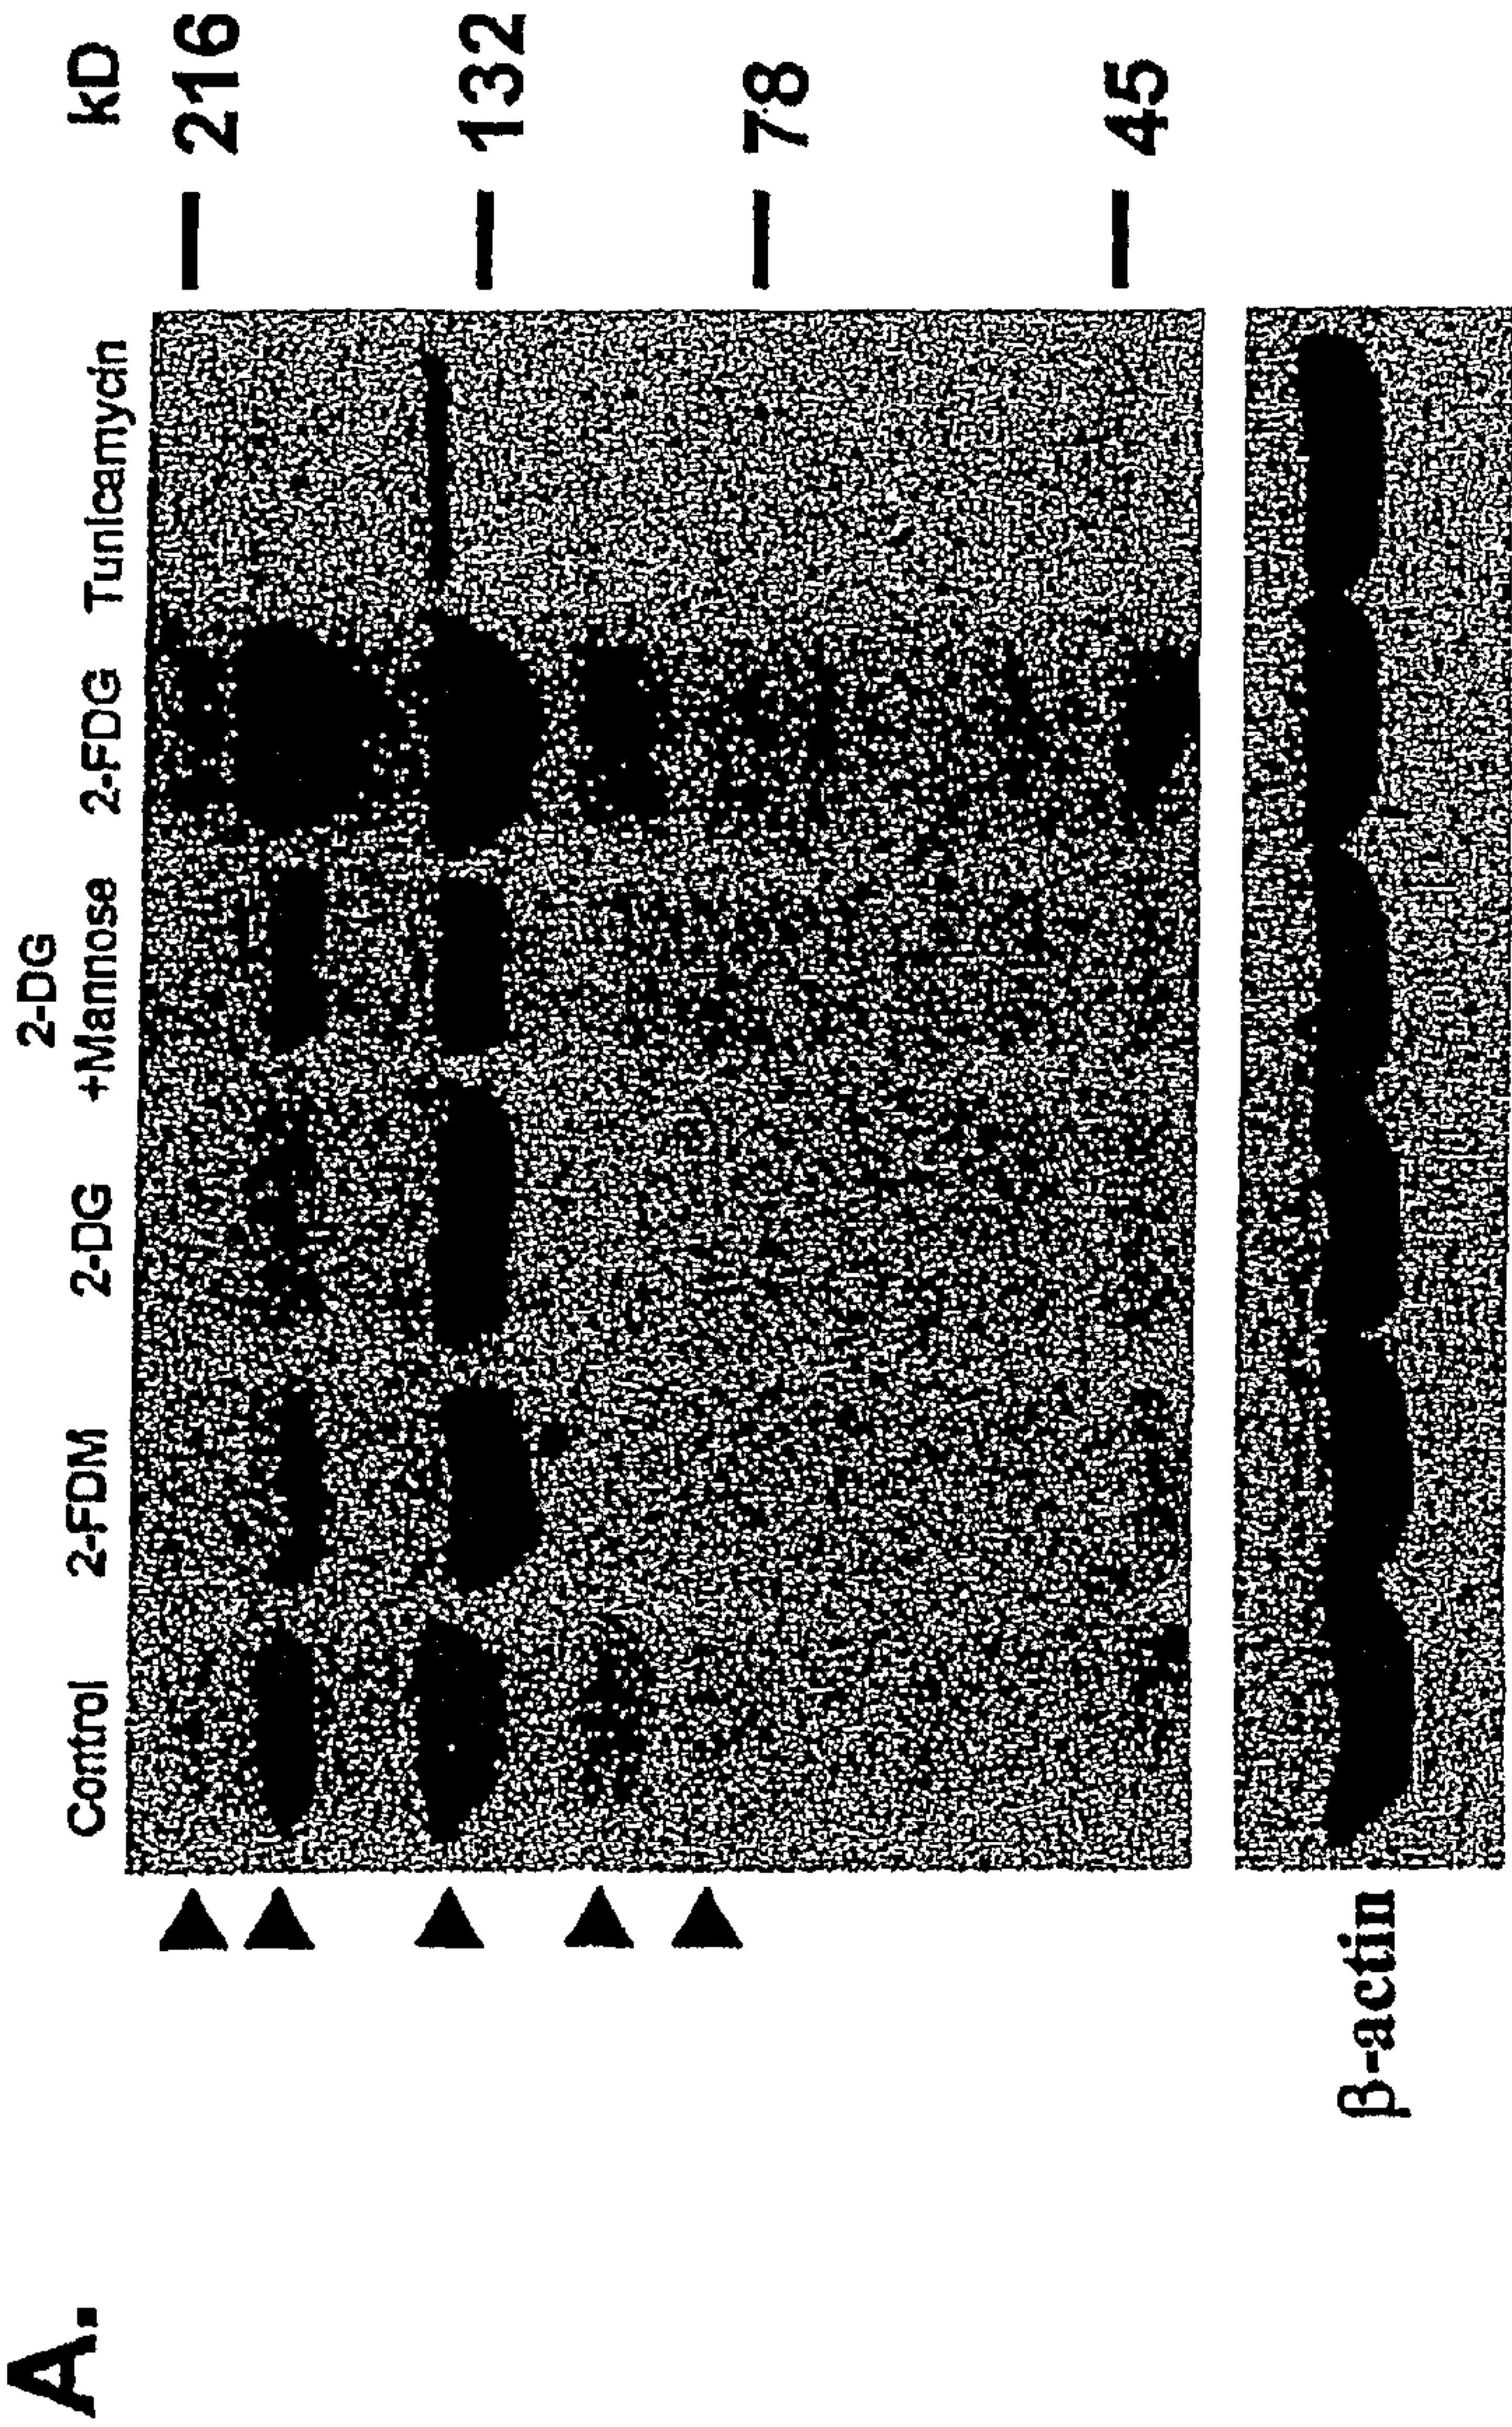 A.
2-DG
Control 2-FDM 2-DG +Mannose 2-FDG Tunicamycin kD
216
132
78
45
β-actin